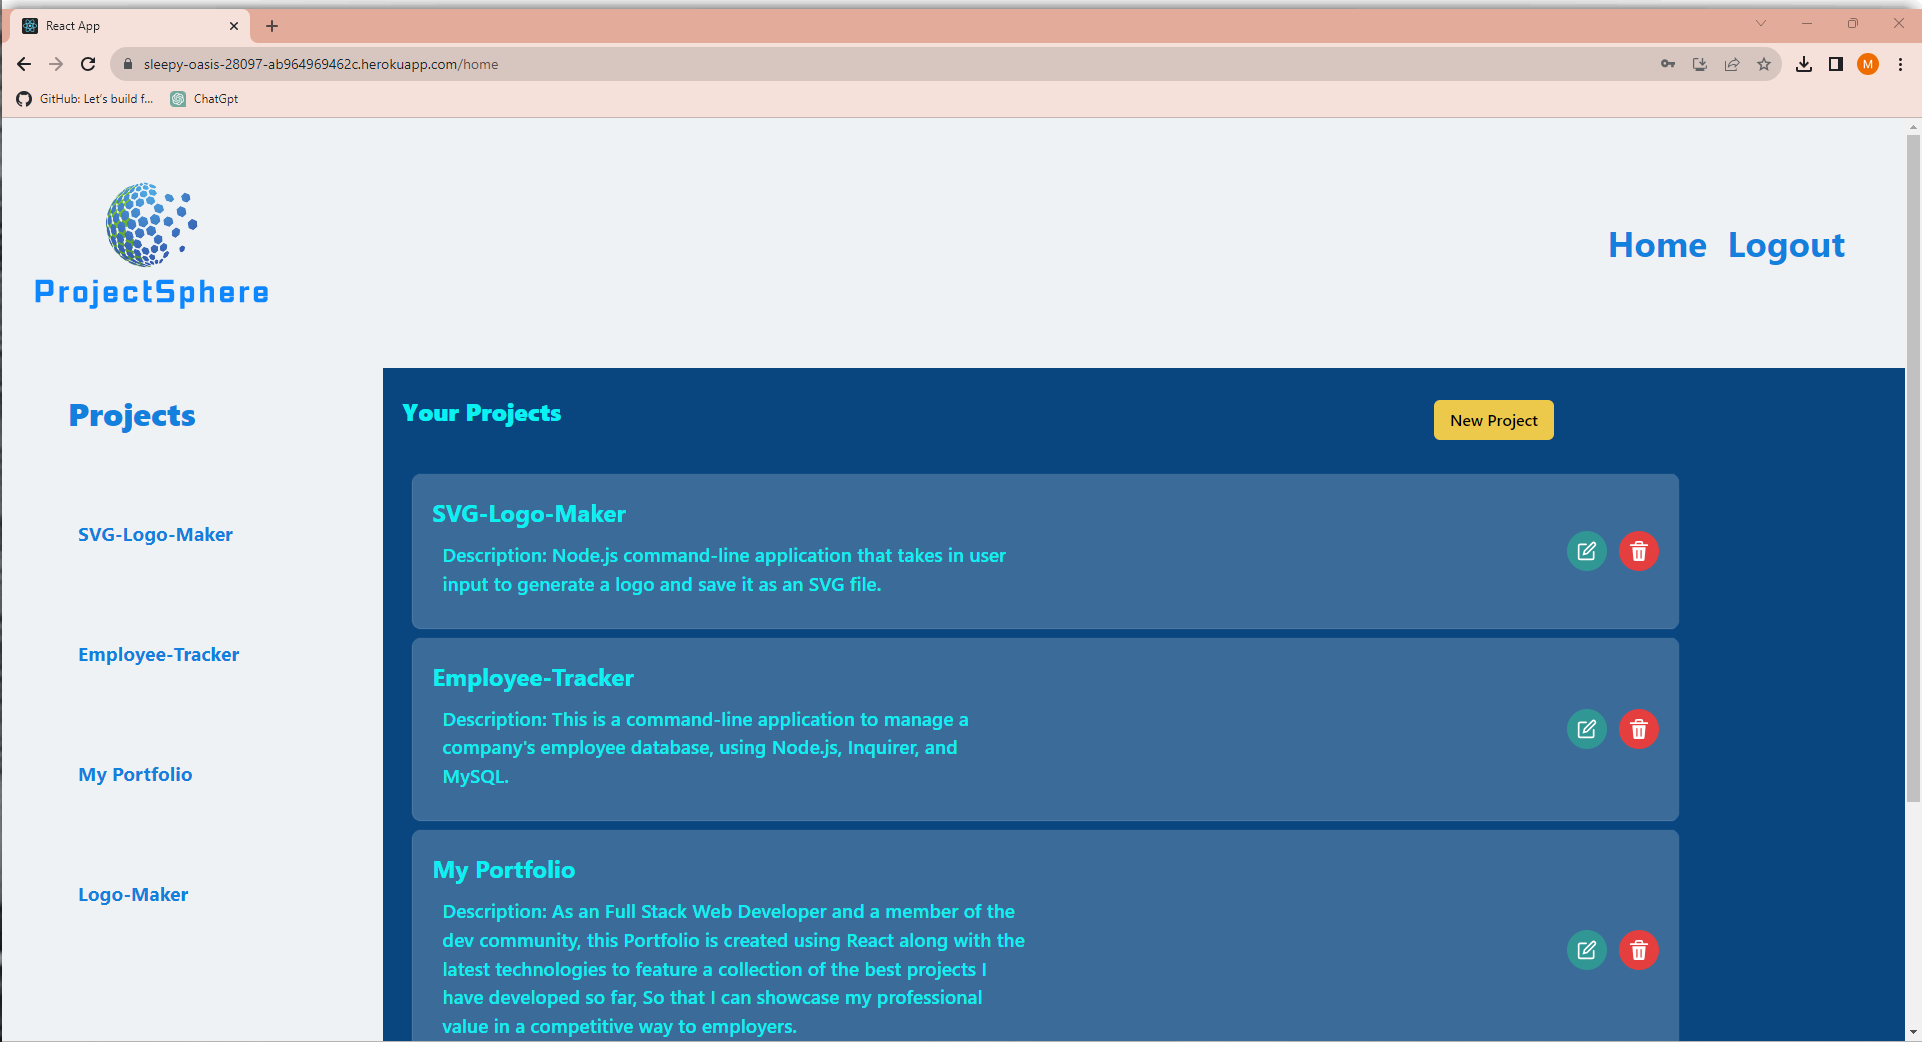 React App
sleepy-oasis-28097-ab964969462c.herokuapp.com/home
M
GitHub: Let's build f...
ChatGpt
ProjectSphere
Home Logout
Projects
SVG-Logo-Maker
Employee-Tracker
My Portfolio
Logo-Maker
Your Projects
New Project
SVG-Logo-Maker
Description: Node.js command-line application that takes in user
input to generate a logo and save it as an SVG file.
Employee-Tracker
Description: This is a command-line application to manage a
company's employee database, using Node.js, Inquirer, and
MySQL.
My Portfolio
Description: As an Full Stack Web Developer and a member of the
dev community, this Portfolio is created using React along with the
latest technologies to feature a collection of the best projects I
have developed so far, So that I can showcase my professional
value in a competitive way to employers.